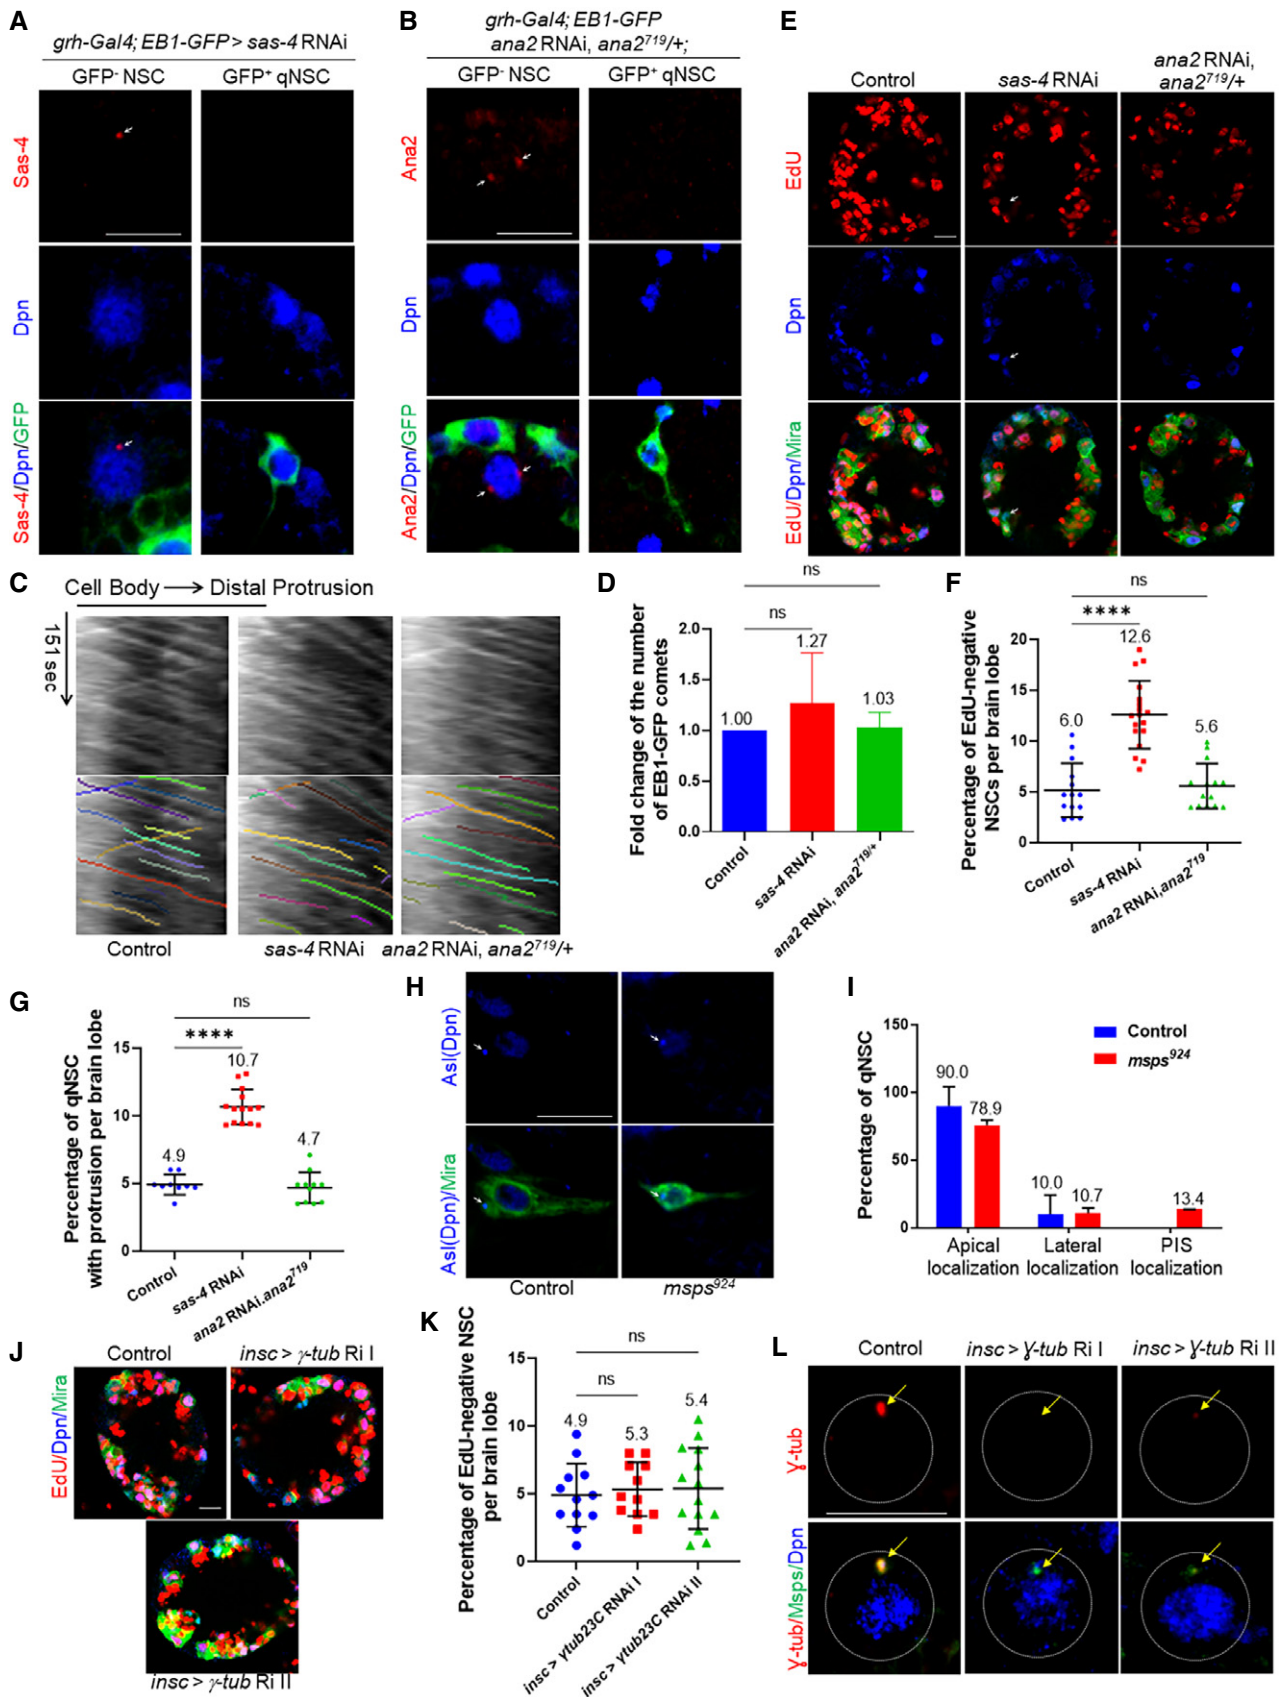 A
grh-Gal4; EB1-GFP > sas-4 RNAi
GFP- NSC
GFP+ qNSC
Sas-4
Dpn
Sas-4/Dpn/GFP
B
grh-Gal4; EB1-GFP
ana2 RNAi, ana2719/+;
GFP- NSC
GFP+ qNSC
Ana2
Dpn
Ana2/Dpn/GFP
E
Control
sas-4 RNAi
ana2 RNAi,
ana2719/+
EdU
Dpn
EdU/Dpn/Mira
C
Cell Body → Distal Protrusion
151 sec
Control
sas-4 RNAi
ana2 RNAi, ana2719/+
D
ns
ns
Fold change of the number
of EB1-GFP comets
2.0
1.5
1.0
0.5
0.0
1.00
1.27
1.03
Control
sas-4 RNAi
ana2 RNAi, ana2719/+
F
ns
****
Percentage of EdU-negative
NSCs per brain lobe
20
15
10
5
0
6.0
12.6
5.6
Control
sas-4 RNAi
ana2 RNAi,ana2719
G
ns
****
Percentage of qNSC
with protrusion per brain lobe
15
10
5
0
4.9
10.7
4.7
Control
sas-4 RNAi
ana2 RNAi.ana2719
H
Asl(Dpn)
Asl(Dpn)/Mira
Control
msps924
I
Percentage of qNSC
150
100
50
0
Control
msps924
90.0
78.9
10.0
10.7
13.4
Apical
localization
Lateral
localization
PIS
localization
J
Control
insc > γ-tub Ri I
EdU/Dpn/Mira
insc > γ-tub Ri II
K
ns
ns
Percentage of EdU-negative NSC
per brain lobe
15
10
5
0
4.9
5.3
5.4
Control
insc > γtub23C RNAi I
insc > γtub23C RNAi II
L
Control
insc > γ-tub Ri I
insc > γ-tub Ri II
γ-tub
γ-tub/Msps/Dpn